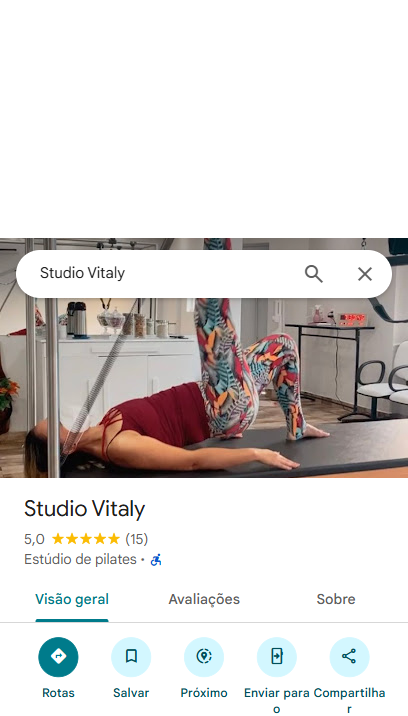 Studio Vitaly
Studio Vitaly
5,0 ★★★★★ (15)
Estúdio de pilates ·
Visão geral
Avaliações
Sobre
Rotas
Salvar
Próximo
Enviar para o
Compartilhar